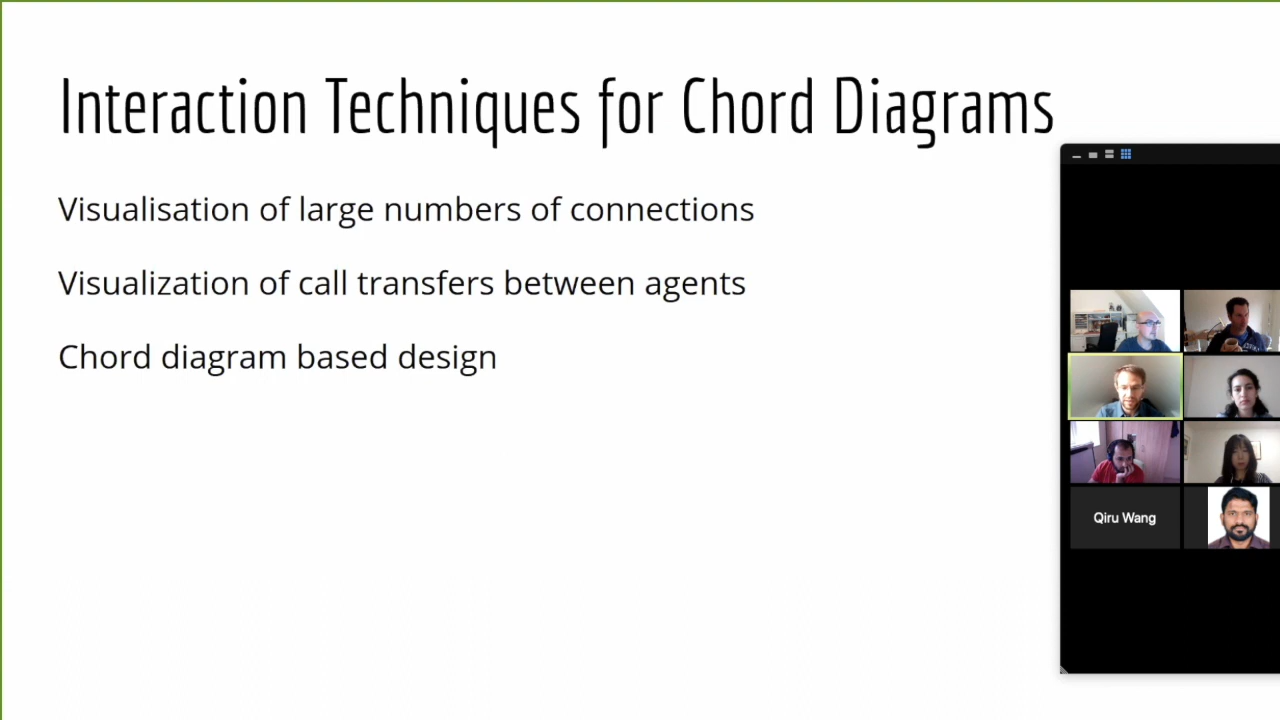 Interaction Techniques for Chord Diagrams
Visualisation of large numbers of connections
Visualization of call transfers between agents
Chord diagram based design
Qiru Wang